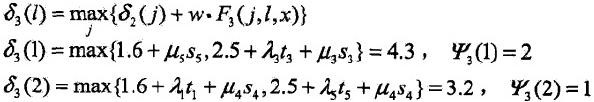 δ₃(l) = max_j{δ₂(j) + w•F₃(j,l,x)}
δ₃(1) = max{1.6 + μ₅s₅, 2.5 + λ₃t₃ + μ₃s₃} = 4.3 , Ψ₃(1) = 2
δ₃(2) = max{1.6 + λ₁t₁ + μ₄s₄, 2.5 + λ₅t₅ + μ₄s₄} = 3.2 , Ψ₃(2) = 1